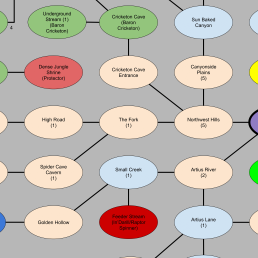 4
Underground
Stream (1)
(Baron
Cricketon)
Cricketon Cave
(Baron
Cricketon)
Sun Baked
Canyon
Dense Jungle
Shrine
(Protector)
Cricketon Cave
Entrance
Canyonside
Plains
(5)
High Road
(1)
The Fork
(1)
Northwest Hills
(5)
Spider Cave
Cavern
(1)
Small Creek
(1)
Artius River
(2)
Golden Hollow
Artius Lane
(1)